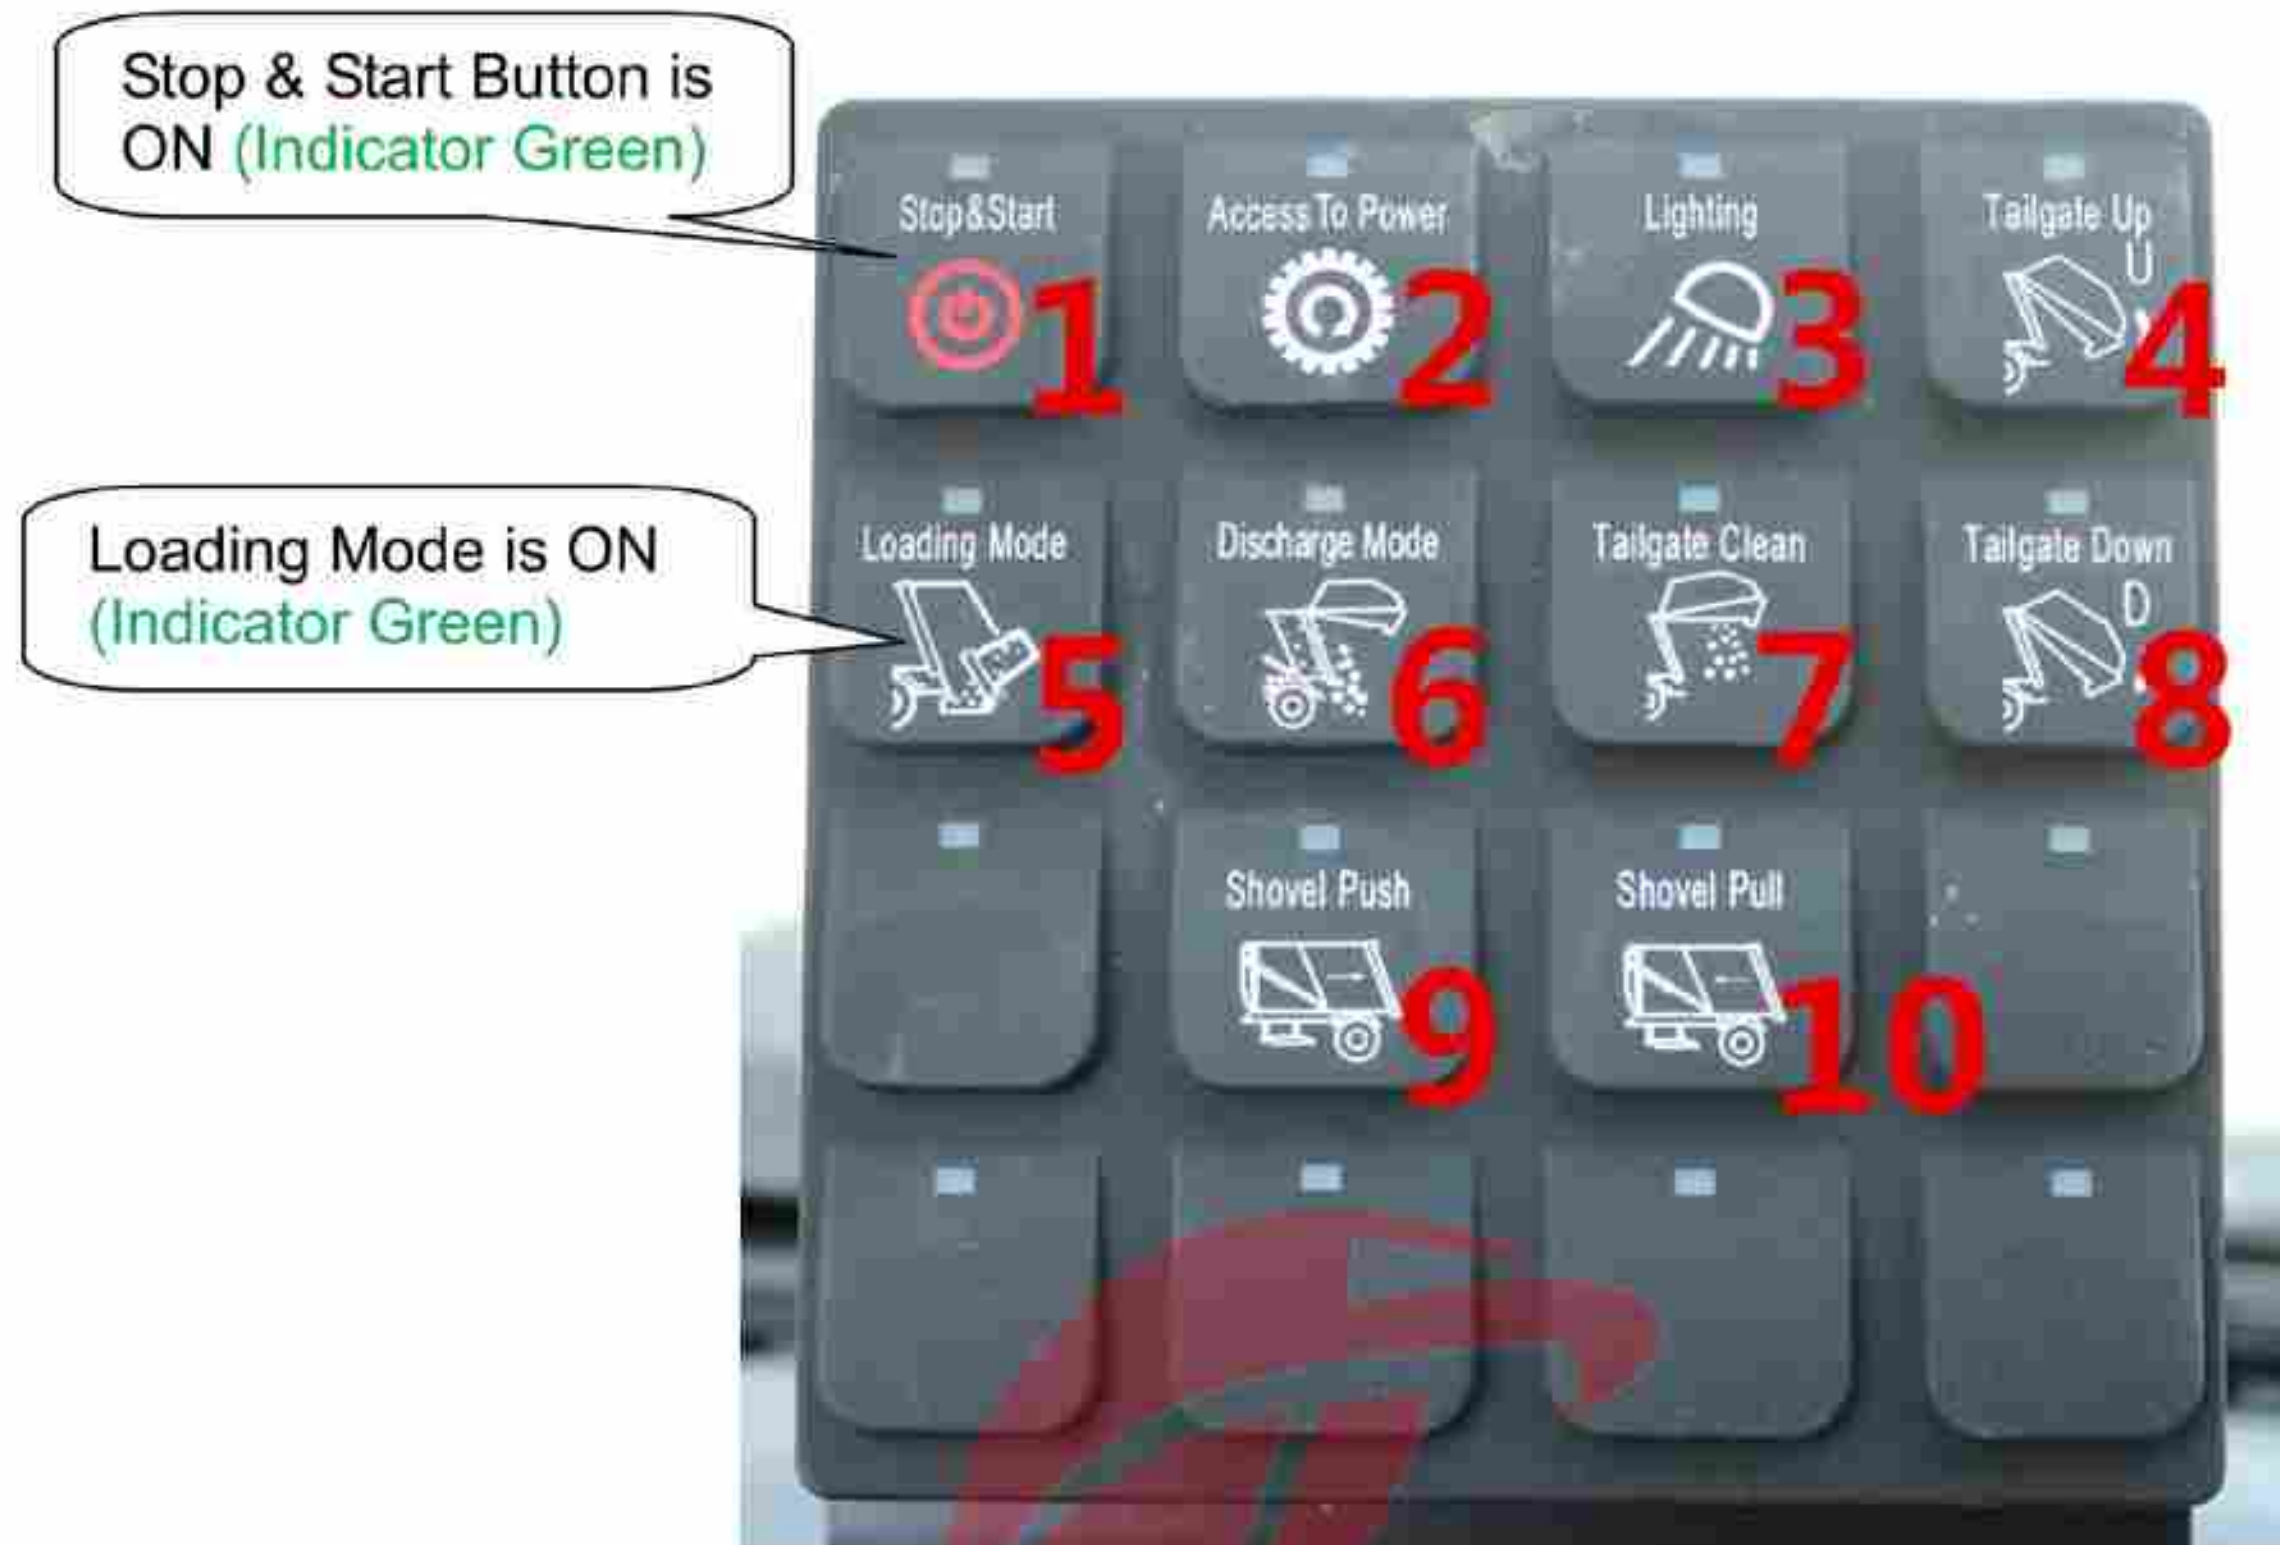 Stop & Start Button is
ON (Indicator Green)
Stop&Start
1
Access To Power
2
Lighting
3
Tailgate Up
U
4
Loading Mode is ON
(Indicator Green)
Loading Mode
5
Discharge Mode
6
Tailgate Clean
7
Tailgate Down
D
8
Shovel Push
9
Shovel Pull
10